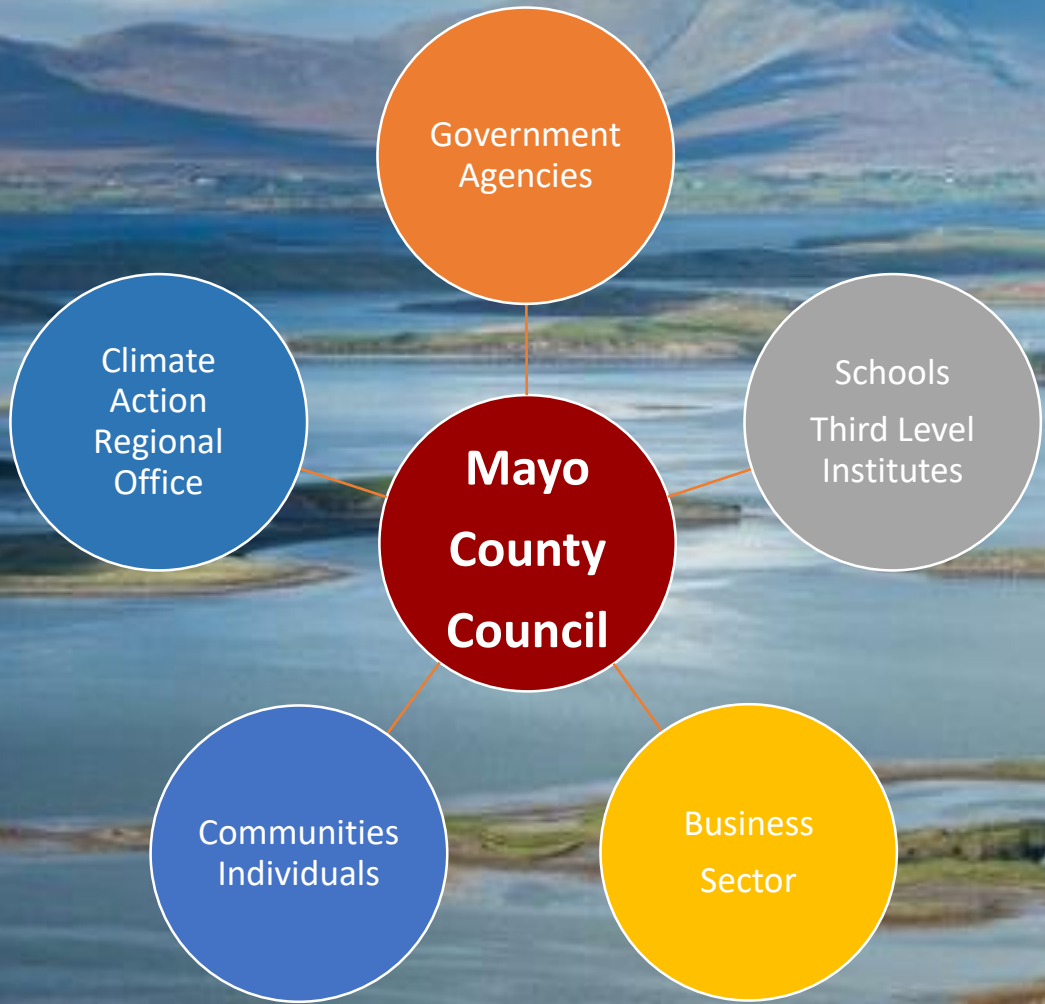 Government
Agencies
Climate
Action
Regional
Office
Schools
Third Level
Institutes
Mayo
County
Council
Communities
Individuals
Business
Sector